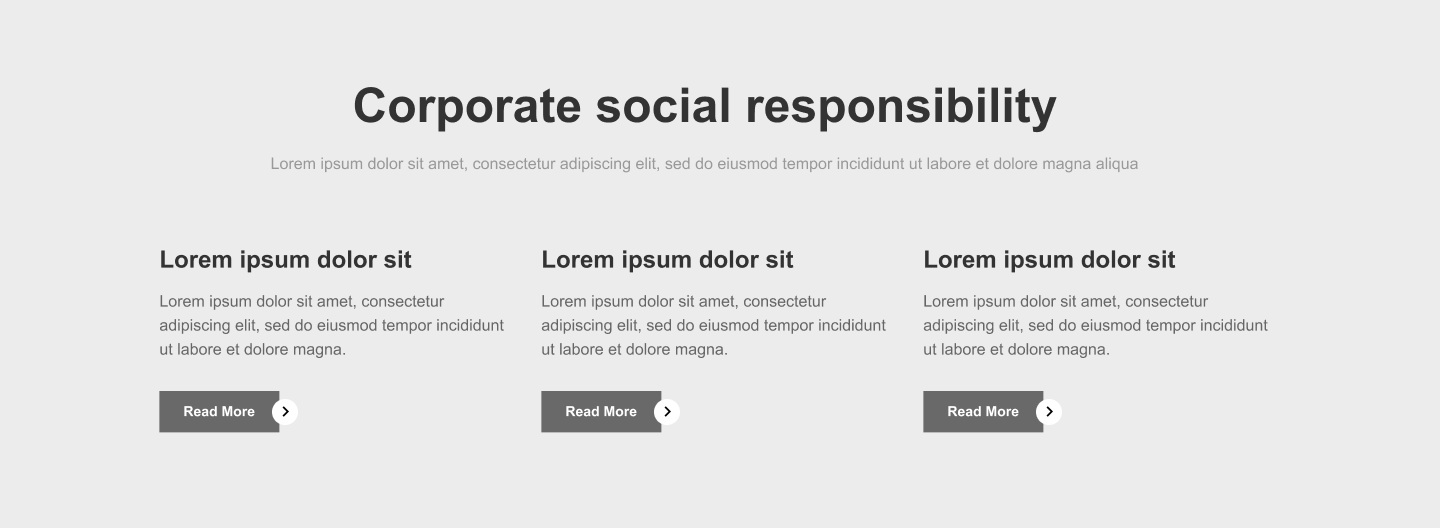 Corporate social responsibility
Lorem ipsum dolor sit amet, consectetur adipiscing elit, sed do eiusmod tempor incididunt ut labore et dolore magna aliqua
Lorem ipsum dolor sit
Lorem ipsum dolor sit amet, consectetur
adipiscing elit, sed do eiusmod tempor incididunt
ut labore et dolore magna.
Read More
Lorem ipsum dolor sit
Lorem ipsum dolor sit amet, consectetur
adipiscing elit, sed do eiusmod tempor incididunt
ut labore et dolore magna.
Read More
Lorem ipsum dolor sit
Lorem ipsum dolor sit amet, consectetur
adipiscing elit, sed do eiusmod tempor incididunt
ut labore et dolore magna.
Read More